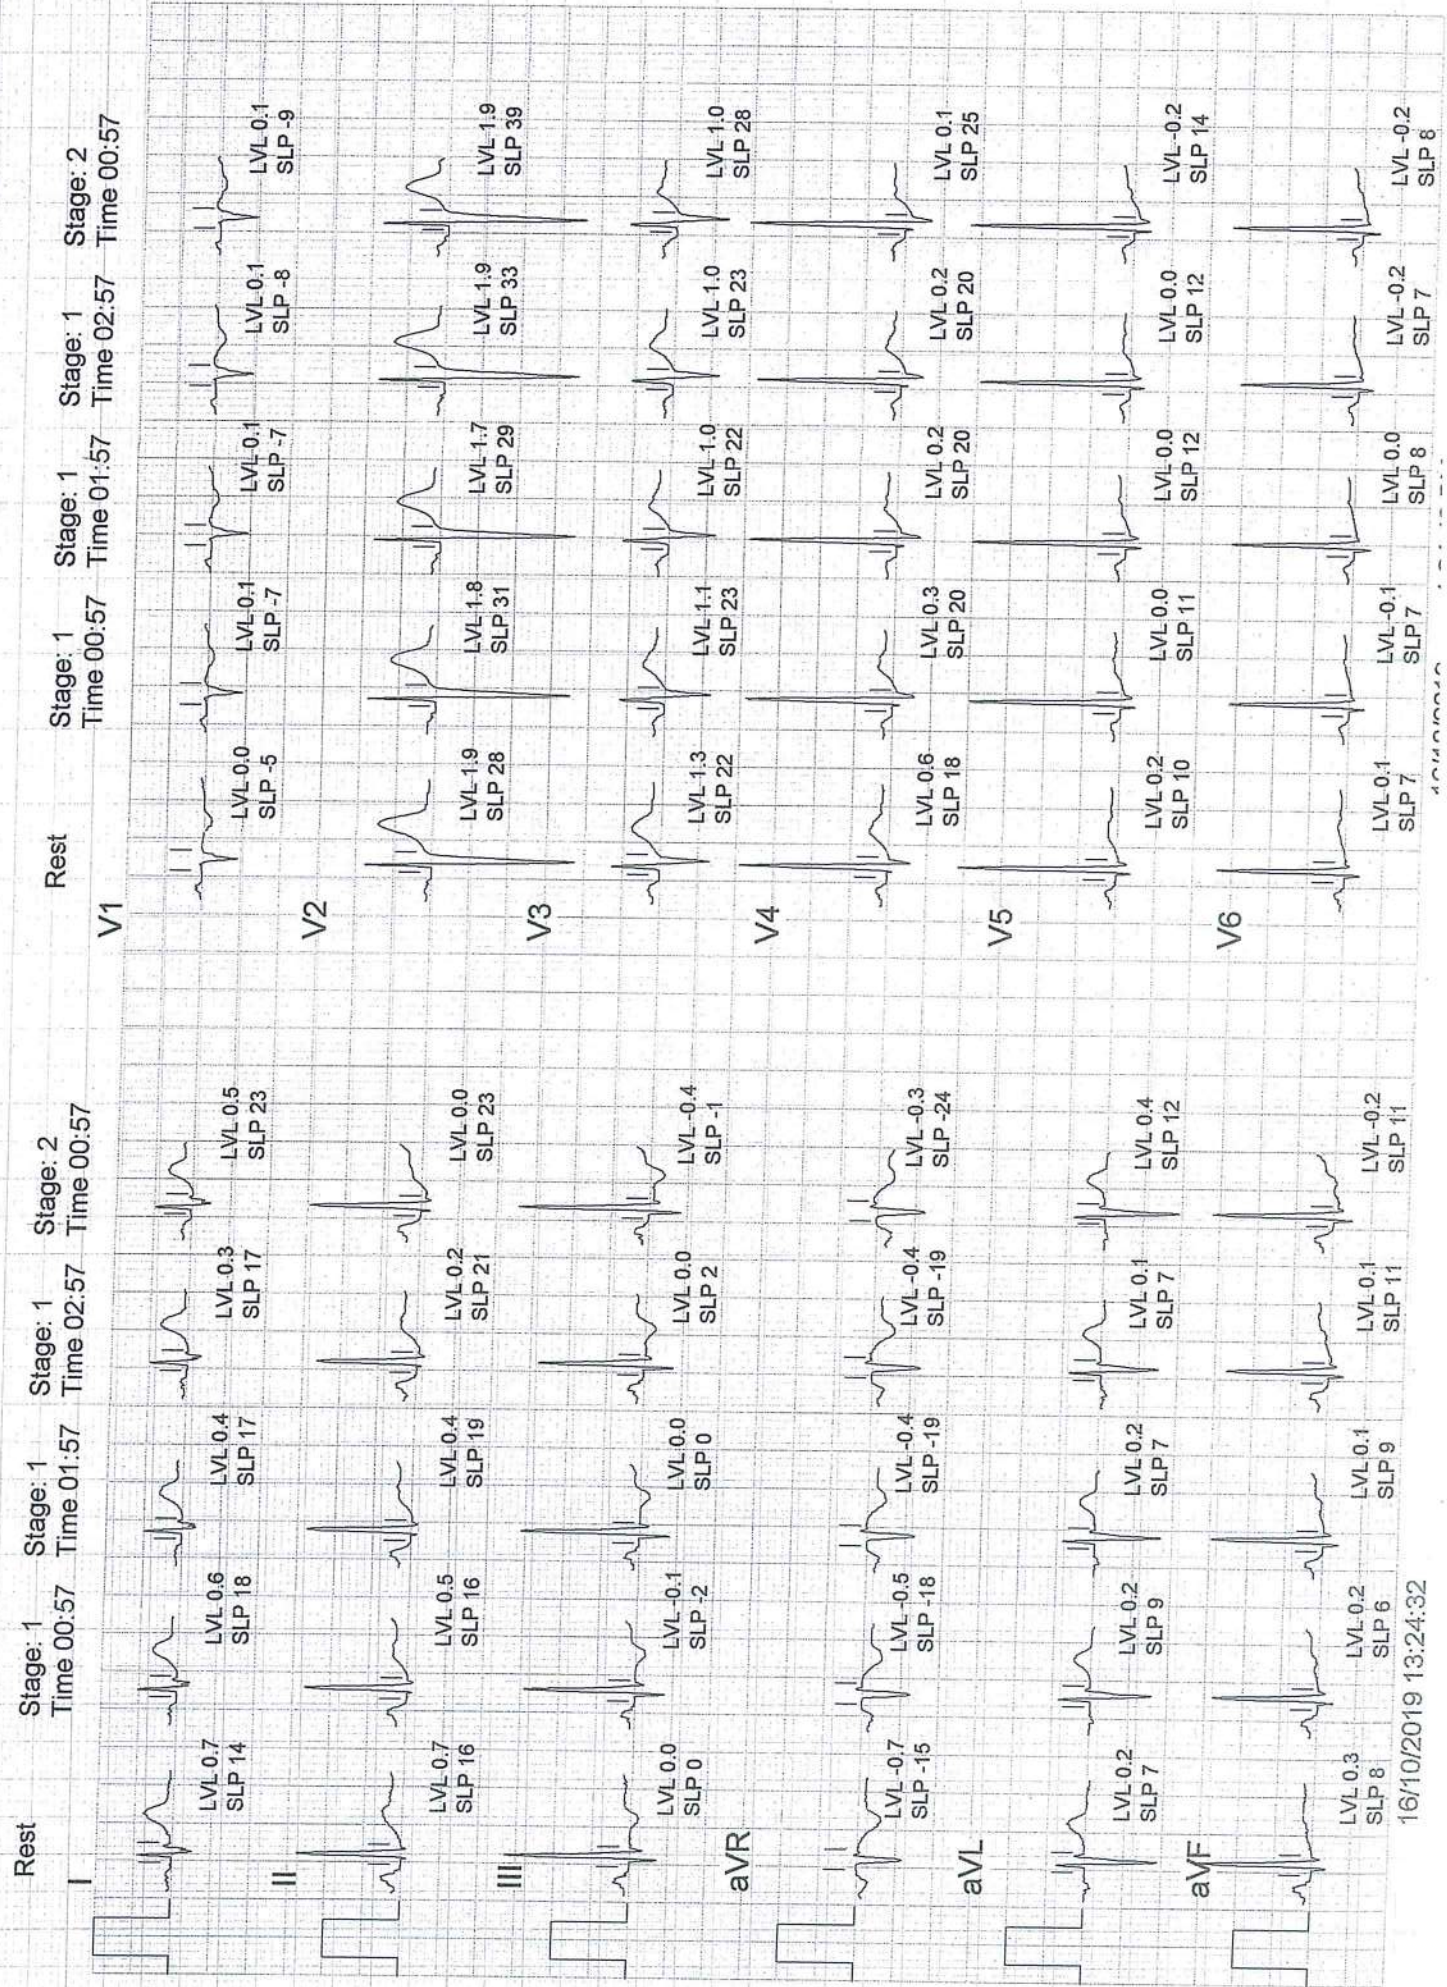 Rest Stage: 1 Stage: 1 Stage: 1 Stage: 2 Rest Stage: 1 Stage: 1 Stage: 1 Stage: 2
Time 00:57 Time 01:57 Time 02:57 Time 00:57 Time 00:57 Time 01:57 Time 02:57 Time 00:57
I V1
LVL 0.7 LVL 0.6 LVL 0.4 LVL 0.3 LVL 0.5 LVL 0.0 LVL 0.1 LVL 0.1 LVL 0.1 LVL 0.1
SLP 14 SLP 18 SLP 17 SLP 17 SLP 23 SLP -5 SLP -7 SLP -7 SLP -8 SLP -9
II V2
LVL 0.7 LVL 0.5 LVL 0.4 LVL 0.2 LVL 0.0 LVL 1.9 LVL 1.8 LVL 1.7 LVL 1.9 LVL 1.9
SLP 16 SLP 16 SLP 19 SLP 21 SLP 23 SLP 28 SLP 31 SLP 29 SLP 33 SLP 39
III V3
LVL 0.0 LVL -0.1 LVL 0.0 LVL 0.0 LVL -0.4 LVL 1.3 LVL 1.1 LVL 1.0 LVL 1.0 LVL 1.0
SLP 0 SLP -2 SLP 0 SLP 2 SLP -1 SLP 22 SLP 23 SLP 22 SLP 23 SLP 28
aVR V4
LVL -0.7 LVL -0.5 LVL -0.4 LVL -0.4 LVL -0.3 LVL 0.6 LVL 0.3 LVL 0.2 LVL 0.2 LVL 0.1
SLP -15 SLP -18 SLP -19 SLP -19 SLP -24 SLP 18 SLP 20 SLP 20 SLP 20 SLP 25
aVL V5
LVL 0.2 LVL 0.2 LVL 0.2 LVL 0.1 LVL 0.4 LVL 0.2 LVL 0.0 LVL 0.0 LVL 0.0 LVL -0.2
SLP 7 SLP 9 SLP 7 SLP 7 SLP 12 SLP 10 SLP 11 SLP 12 SLP 12 SLP 14
aVF V6
LVL 0.3 LVL 0.2 LVL 0.1 LVL 0.1 LVL -0.2 LVL 0.1 LVL -0.1 LVL 0.0 LVL -0.2 LVL -0.2
SLP 8 SLP 6 SLP 9 SLP 11 SLP 11 SLP 7 SLP 7 SLP 8 SLP 7 SLP 8
16/10/2019 13:24:32